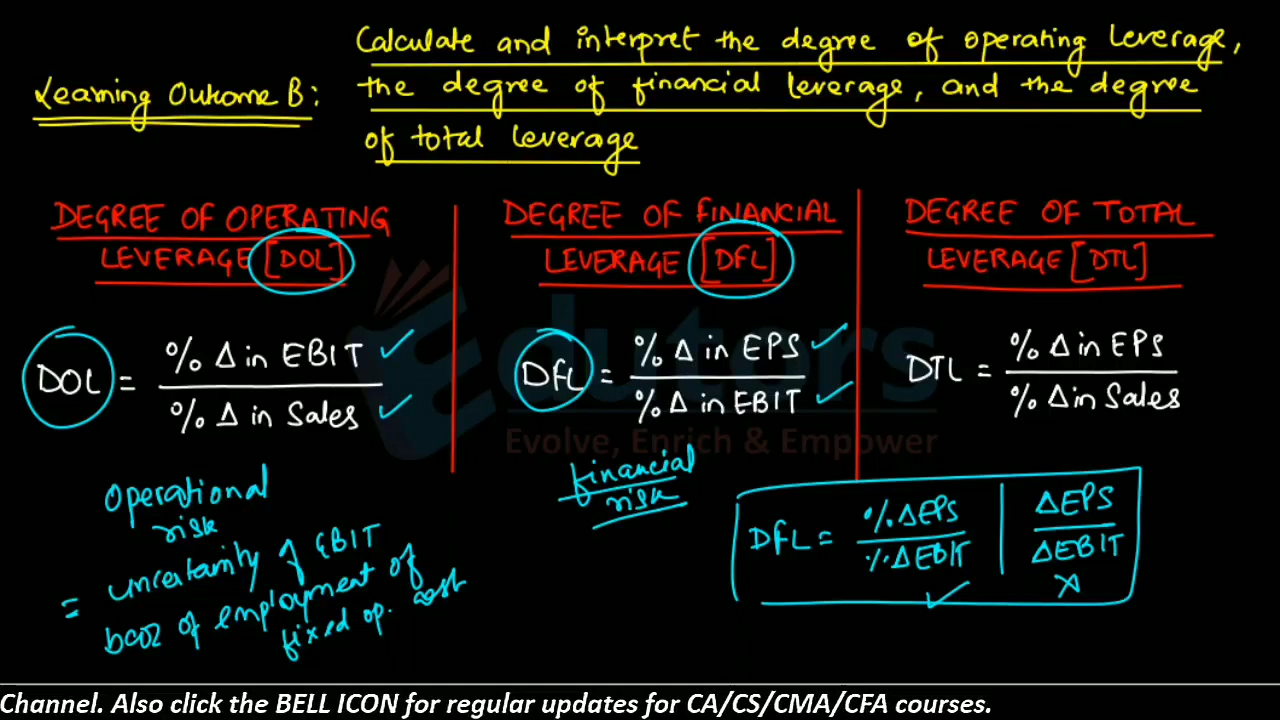 Learning Outcome B:
Calculate and interpret the degree of operating leverage,
the degree of financial leverage, and the degree
of total leverage
DEGREE OF OPERATING
LEVERAGE [DOL]
DOL = % Δ in EBIT
% Δ in Sales
Operational
risk
= uncertainity of EBIT
bcoz of employment of
fixed op. cost
DEGREE OF FINANCIAL
LEVERAGE [DFL]
DFL = % Δ in EPS
% Δ in EBIT
financial
risk
DEGREE OF TOTAL
LEVERAGE [DTL]
DTL = % Δ in EPS
% Δ in Sales
DFL = %ΔEPS | ΔEPS
%ΔEBIT | ΔEBIT
Edutors
Evolve, Enrich & Empower
Channel. Also click the BELL ICON for regular updates for CA/CS/CMA/CFA courses.